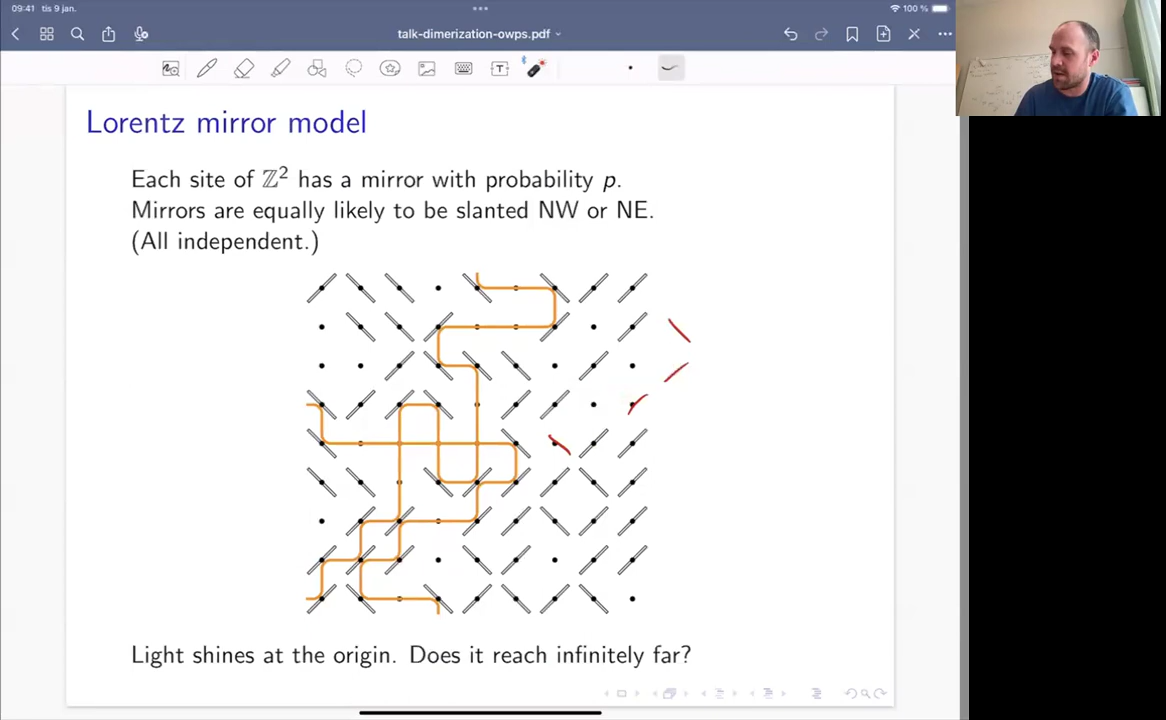 09:41 tis 9 jan.
100 %
talk-dimerization-owps.pdf
Lorentz mirror model
Each site of ℤ² has a mirror with probability p.
Mirrors are equally likely to be slanted NW or NE.
(All independent.)
Light shines at the origin. Does it reach infinitely far?